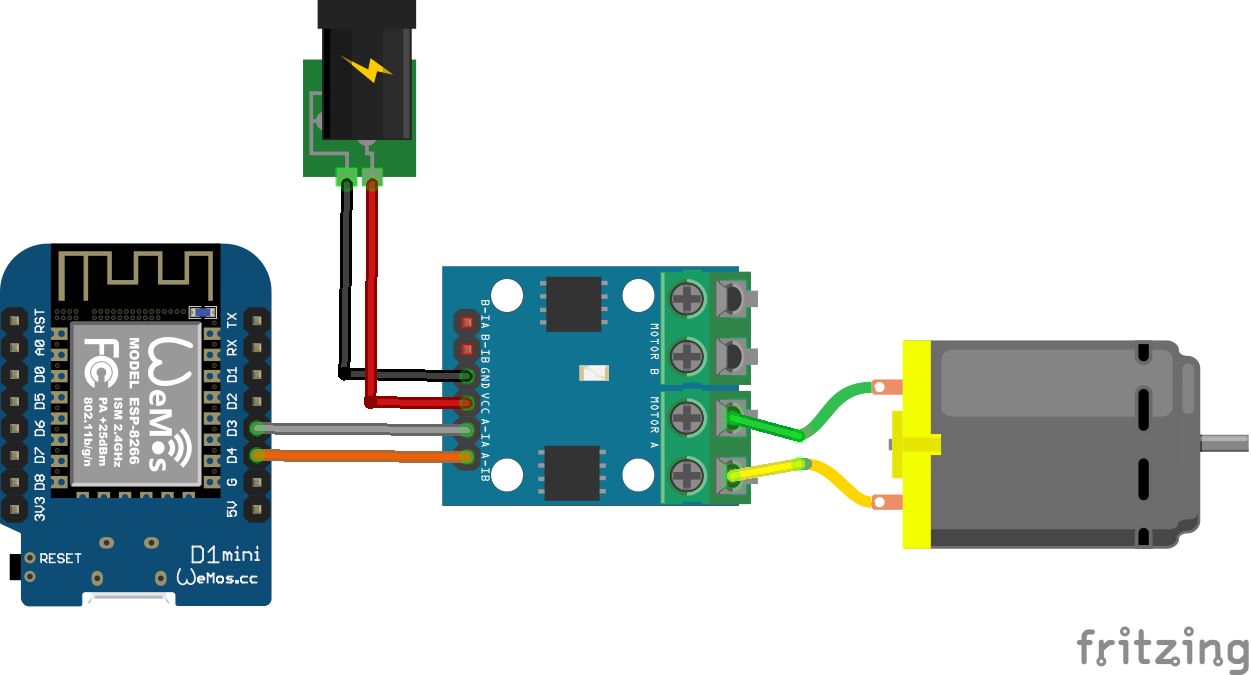 RST
A0
D0
D5
D6
D7
D8
3V3
TX
RX
D1
D2
D3
D4
G
5V
WeMos
FC
MODEL ESP-8266
ISM 2.4GHz
PA +25dBm
802.11b/g/n
RESET
D1mini
WeMos.cc
B-IA
B-IB
GND
VCC
A-IA
A-IB
MOTOR B
MOTOR A
fritzing